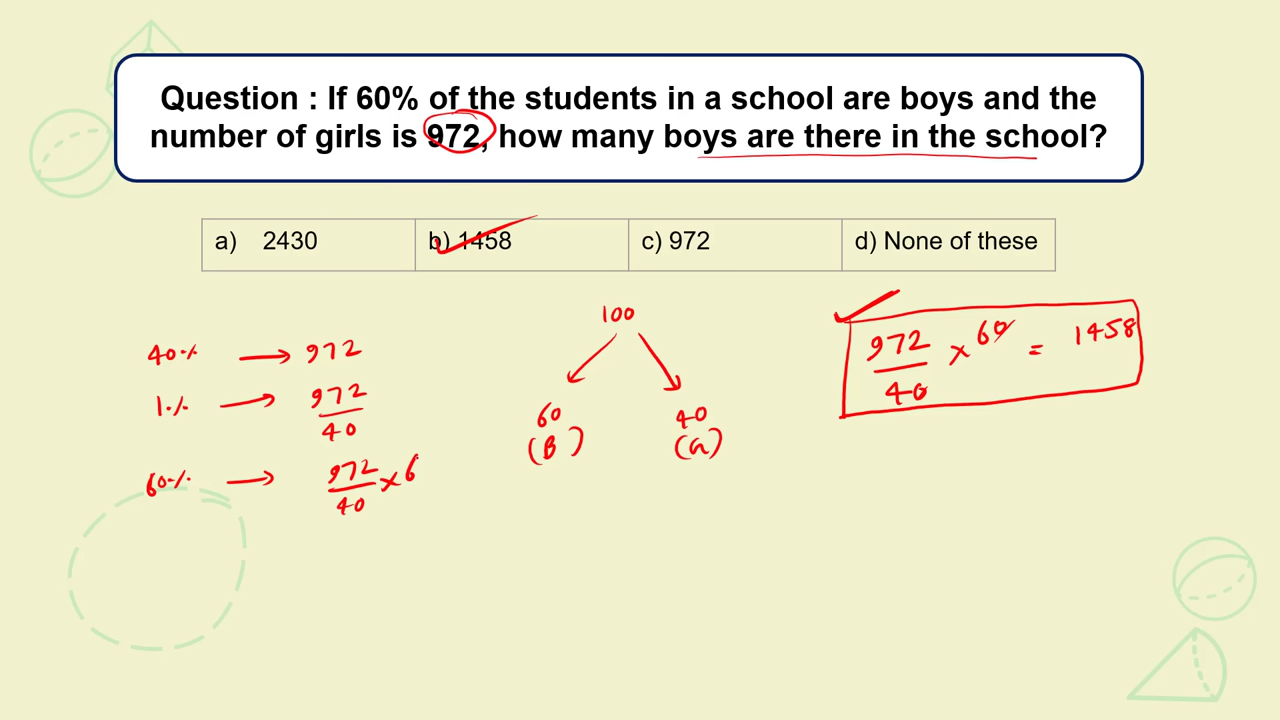 Question : If 60% of the students in a school are boys and the
number of girls is 972, how many boys are there in the school?
a) 2430
b) 1458
c) 972
d) None of these
40% → 972
1% → 972/40
60% → 972/40 × 6
100
60 40
(B) (G)
972/40 × 60 = 1458